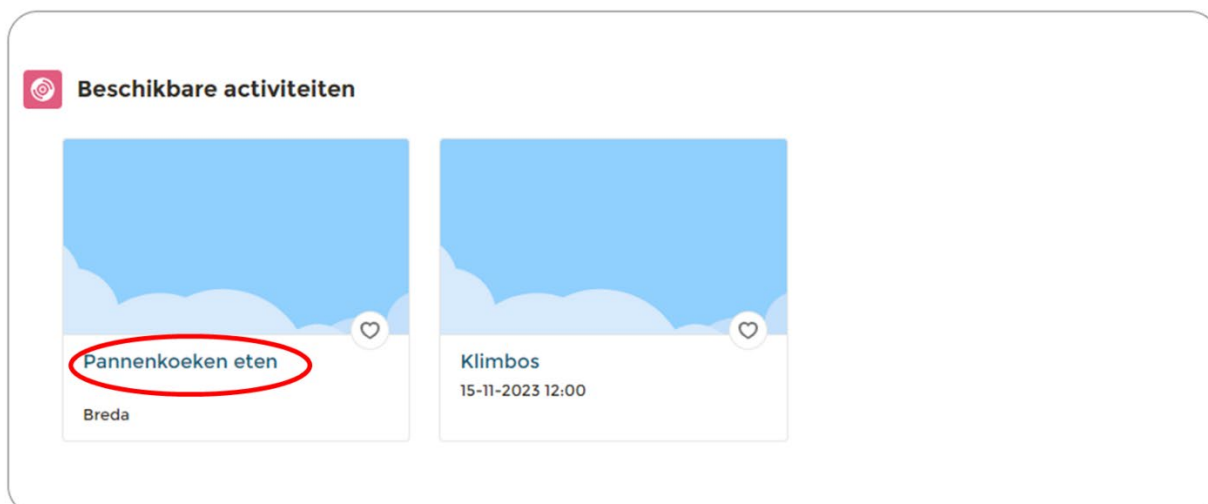 Beschikbare activiteiten
Pannenkoeken eten
Breda
Klimbos
15-11-2023 12:00